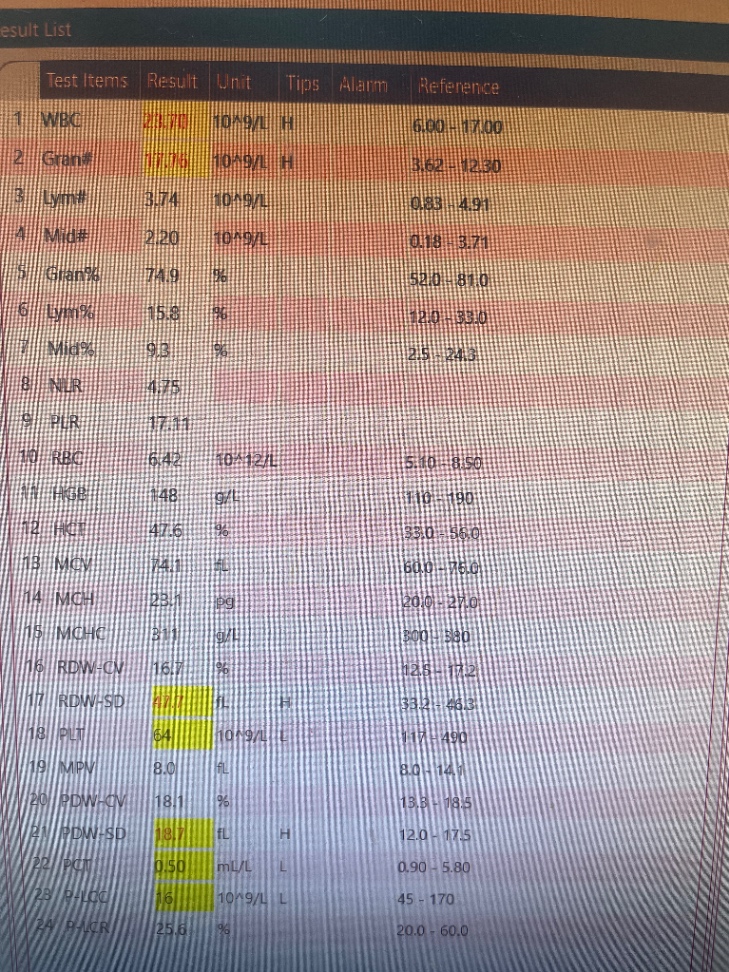 esult List
Test Items Result Unit Tips Alarm Reference
1 WBC 23.70 10^9/L H 6.00 - 17.00
2 Gran# 17.76 10^9/L H 3.62 - 12.30
3 Lym# 3.74 10^9/L 0.83 - 4.91
4 Mid# 2.20 10^9/L 0.18 - 3.71
5 Gran% 74.9 % 52.0 - 81.0
6 Lym% 15.8 % 12.0 - 33.0
7 Mid% 9.3 % 2.5 - 24.3
8 NLR 4.75
9 PLR 17.11
10 RBC 6.42 10^12/L 5.10 - 8.50
11 HGB 148 g/L 110 - 190
12 HCT 47.6 % 33.0 - 56.0
13 MCV 74.1 fL 60.0 - 76.0
14 MCH 23.1 pg 20.0 - 27.0
15 MCHC 311 g/L 300 - 380
16 RDW-CV 16.7 % 12.5 - 17.2
17 RDW-SD 47.7 fL H 33.2 - 46.3
18 PLT 64 10^9/L L 117 - 490
19 MPV 8.0 fL 8.0 - 14.1
20 PDW-CV 18.1 % 13.3 - 18.5
21 PDW-SD 18.7 fL H 12.0 - 17.5
22 PCT 0.50 mL/L L 0.90 - 5.80
23 P-LCC 16 10^9/L L 45 - 170
24 P-LCR 25.6 % 20.0 - 60.0